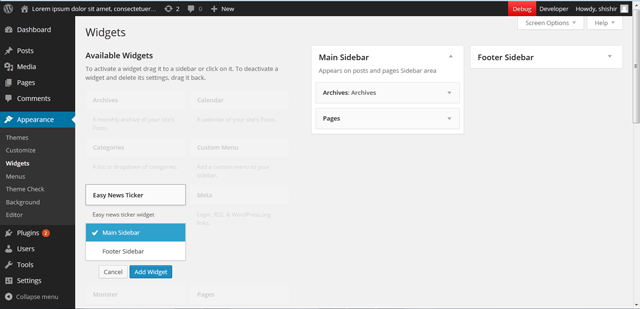 Lorem ipsum dolor sit amet, consectetuer... 2 0 + New Debug Developer Howdy, shishir
Screen Options Help
Dashboard
Posts
Media
Pages
Comments
Appearance
Themes
Customize
Widgets
Menus
Theme Check
Background
Editor
Plugins 2
Users
Tools
Settings
Collapse menu
Widgets
Available Widgets
To activate a widget drag it to a sidebar or click on it. To deactivate a
widget and delete its settings, drag it back.
Archives
A monthly archive of your site's
Posts.
Calendar
A calendar of your site's Posts.
Categories
A list or dropdown of categories.
Custom Menu
Add a custom menu to your
sidebar.
Easy News Ticker
Easy news ticker widget
Meta
Login, RSS, & WordPress.org
links.
Main Sidebar
Footer Sidebar
Cancel Add Widget
Monster
Pages
Main Sidebar
Appears on posts and pages Sidebar area
Archives: Archives
Pages
Footer Sidebar